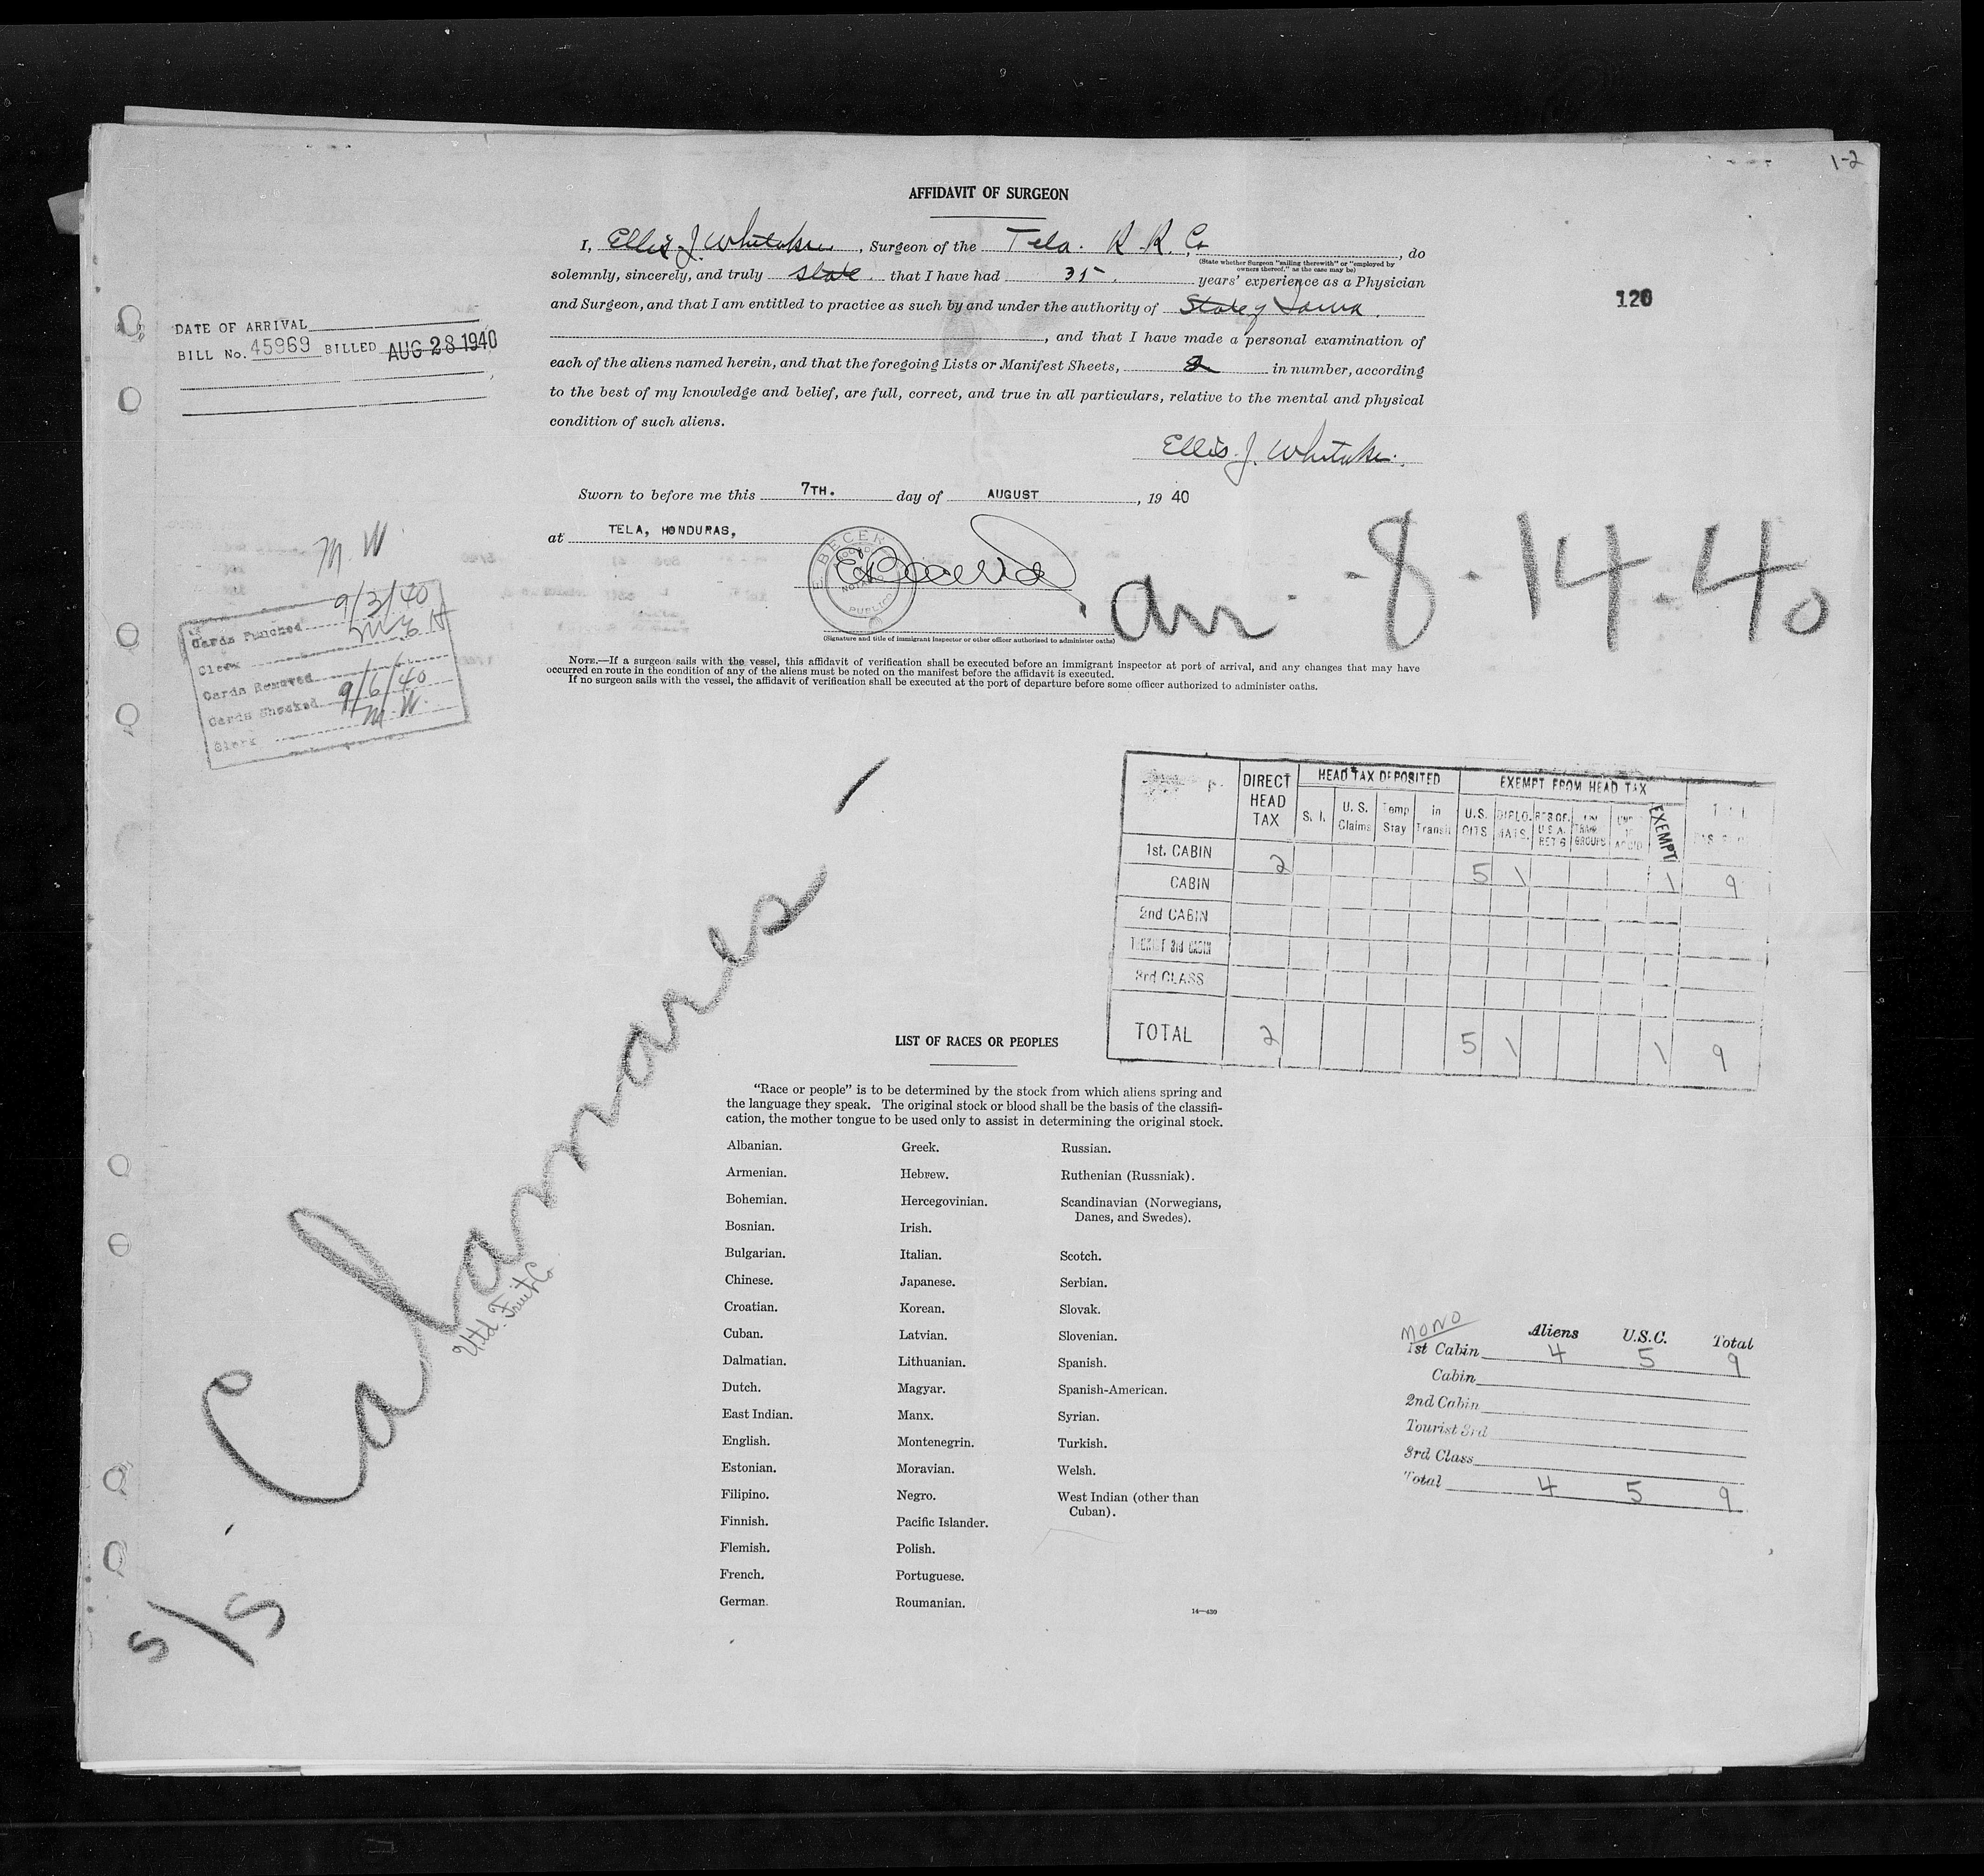 1-2
AFFIDAVIT OF SURGEON
I, Ellis J. Whitaker, Surgeon of the Tela. R. R. Co, do
(State whether Surgeon "sailing therewith" or "employed by
owners thereof," as the case may be)
solemnly, sincerely, and truly state that I have had 35. years' experience as a Physician
and Surgeon, and that I am entitled to practice as such by and under the authority of State of Iowa.
, and that I have made a personal examination of
each of the aliens named herein, and that the foregoing Lists or Manifest Sheets, 2 in number, according
to the best of my knowledge and belief, are full, correct, and true in all particulars, relative to the mental and physical
condition of such aliens.
120
DATE OF ARRIVAL
BILL No. 45969 BILLED AUG 28 1940
Ellis J. Whitaker.
Sworn to before me this 7TH. day of AUGUST, 19 40
at TELA, HONDURAS,
E BECER
NOTARIO
PUBLICO
(Signature and title of immigrant inspector or other officer authorized to administer oaths)
Arr. 8.14.40
M. W.
Cards Punched 9/3/40
Clerk
Cards Removed
Cards Checked 9/6/40
Clerk M W.
NOTE.—If a surgeon sails with the vessel, this affidavit of verification shall be executed before an immigrant inspector at port of arrival, and any changes that may have
occurred on route in the condition of any of the aliens must be noted on the manifest before the affidavit is executed.
If no surgeon sails with the vessel, the affidavit of verification shall be executed at the port of departure before some officer authorized to administer oaths.
DIRECT HEAD TAX HEAD TAX DEPOSITED EXEMPT FROM HEAD TAX
S. I. U. S. Claims Temp Stay in Transit U.S. CITS DIPLO. MATS. EXEMPT
1st. CABIN 2 5 1 1 9
CABIN
2nd CABIN
TOURIST 3rd CABIN
3rd CLASS
TOTAL 2 5 1 1 9
S/S Calamares -
Utd. Fruit Co
LIST OF RACES OR PEOPLES
"Race or people" is to be determined by the stock from which aliens spring and
the language they speak. The original stock or blood shall be the basis of the classifi-
cation, the mother tongue to be used only to assist in determining the original stock.
Albanian.
Armenian.
Bohemian.
Bosnian.
Bulgarian.
Chinese.
Croatian.
Cuban.
Dalmatian.
Dutch.
East Indian.
English.
Estonian.
Filipino.
Finnish.
Flemish.
French.
German.
Greek.
Hebrew.
Hercegovinian.
Irish.
Italian.
Japanese.
Korean.
Latvian.
Lithuanian.
Magyar.
Manx.
Montenegrin.
Moravian.
Negro.
Pacific Islander.
Polish.
Portuguese.
Roumanian.
Russian.
Ruthenian (Russniak).
Scandinavian (Norwegians,
Danes, and Swedes).
Scotch.
Serbian.
Slovak.
Slovenian.
Spanish.
Spanish-American.
Syrian.
Turkish.
Welsh.
West Indian (other than
Cuban).
14—430
MONO Aliens U.S.C. Total
1st Cabin 4 5 9
Cabin
2nd Cabin
Tourist 3rd
3rd Class
Total 4 5 9